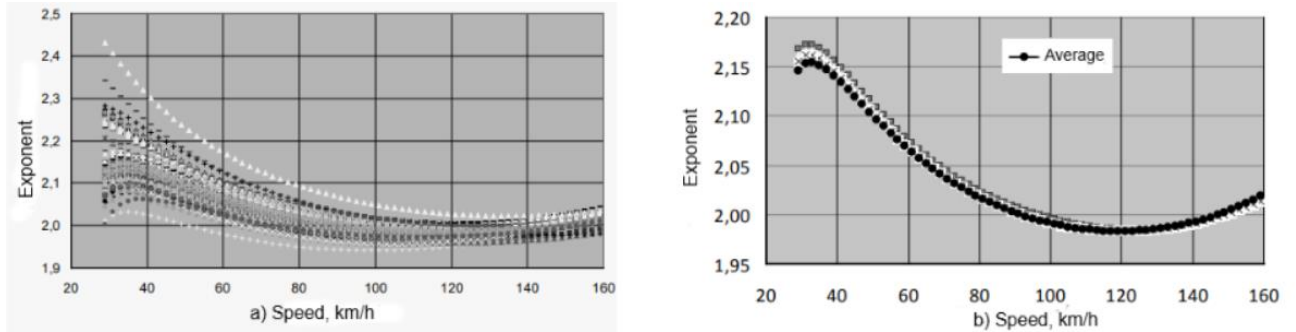 2,5
2,4
2,3
2,2
2,1
2,0
1,9
Exponent
20 40 60 80 100 120 140 160
a) Speed, km/h
2,20
2,15
2,10
2,05
2,00
1,95
Exponent
Average
20 40 60 80 100 120 140 160
b) Speed, km/h